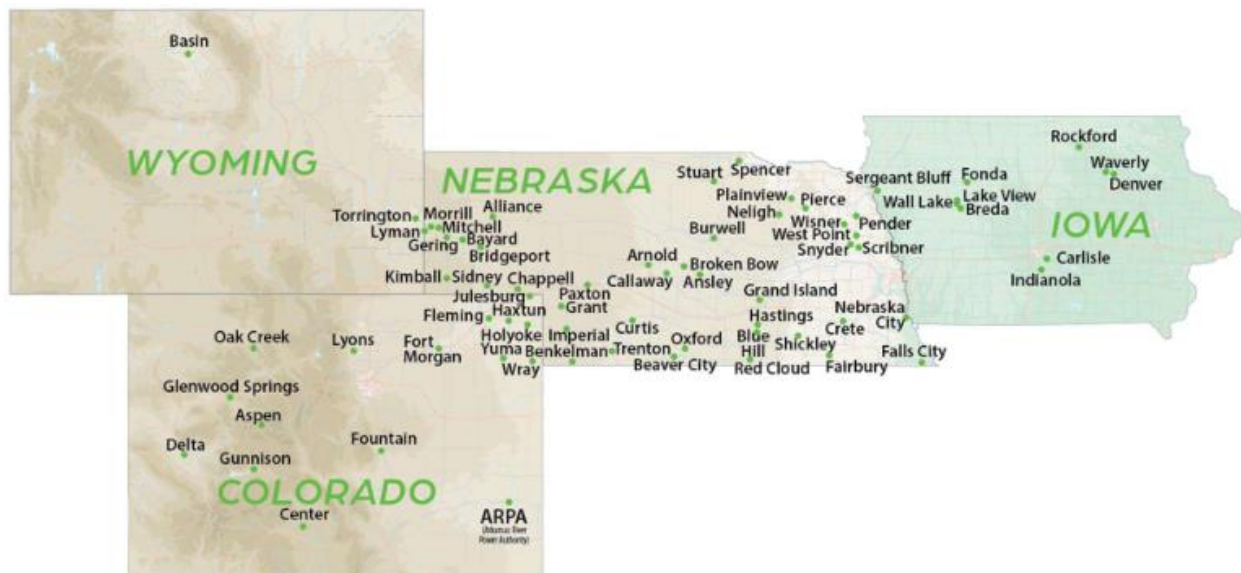 Basin
WYOMING
NEBRASKA
Rockford
Waverly
Denver
Stuart
Spencer
Sergeant Bluff
Fonda
Plainview
Pierce
Wall Lake
Lake View
Breda
Torrington
Morrill
Alliance
Neligh
Wisner
Pender
IOWA
Lyman
Mitchell
Gering
Bayard
Burwell
West Point
Snyder
Scribner
Bridgeport
Arnold
Broken Bow
Carlisle
Indianola
Kimball
Sidney
Chappell
Callaway
Ansley
Julesburg
Paxton
Grant
Grand Island
Nebraska
City
Fleming
Haxtun
Hastings
Oak Creek
Lyons
Fort
Morgan
Holyoke
Imperial
Curtis
Oxford
Blue
Hill
Crete
Shickley
Yuma
Benkelman
Trenton
Falls City
Wray
Beaver City
Red Cloud
Fairbury
Glenwood Springs
Aspen
Delta
Fountain
Gunnison
COLORADO
Center
ARPA
(Arkansas River
Power Authority)